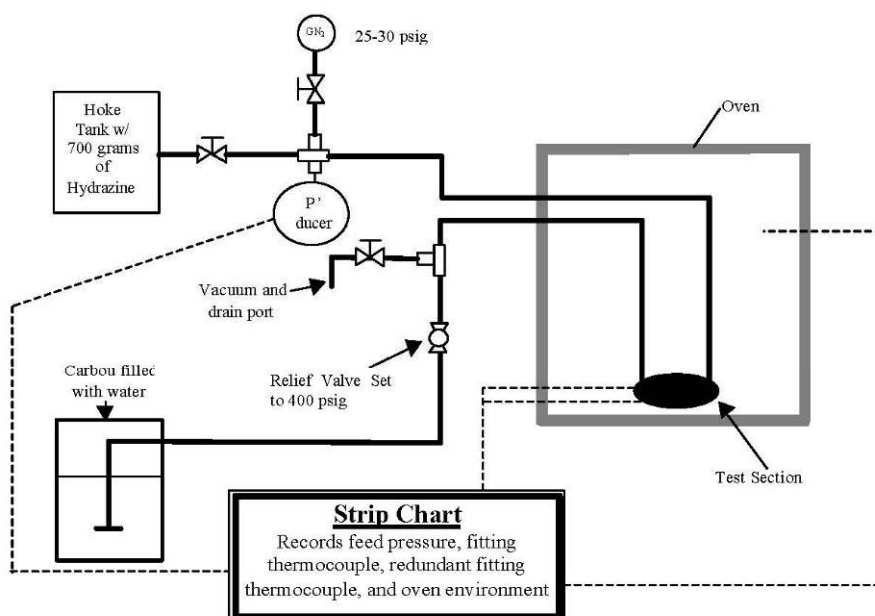 GN₂
25-30 psig
Hoke
Tank w/
700 grams
of
Hydrazine
Oven
P'
ducer
Vacuum and
drain port
Carbou filled
with water
Relief Valve Set
to 400 psig
Test Section
Strip Chart
Records feed pressure, fitting
thermocouple, redundant fitting
thermocouple, and oven environment